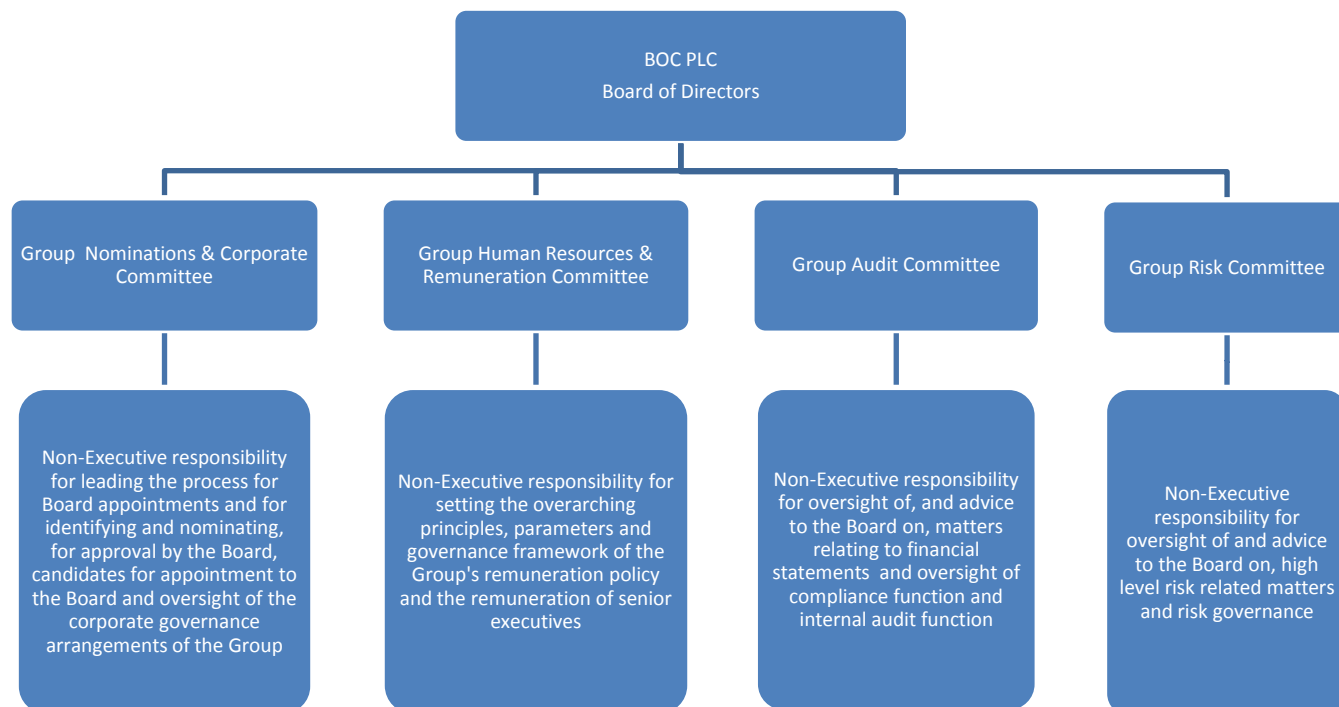 BOC PLC
Board of Directors
Group Nominations & Corporate
Committee
Group Human Resources &
Remuneration Committee
Group Audit Committee
Group Risk Committee
Non-Executive responsibility
for leading the process for
Board appointments and for
identifying and nominating,
for approval by the Board,
candidates for appointment to
the Board and oversight of the
corporate governance
arrangements of the Group
Non-Executive responsibility for
setting the overarching
principles, parameters and
governance framework of the
Group's remuneration policy
and the remuneration of senior
executives
Non-Executive responsibility
for oversight of, and advice
to the Board on, matters
relating to financial
statements and oversight of
compliance function and
internal audit function
Non-Executive
responsibility for
oversight of and advice
to the Board on, high
level risk related matters
and risk governance